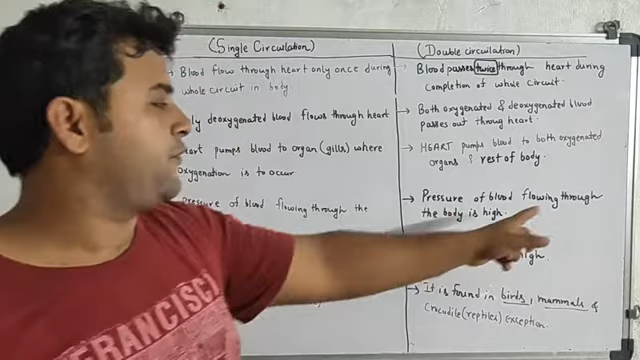 (Single Circulation)
Blood flow through heart only once during
whole circuit in body.
deoxygenated blood flows through heart
pumps blood to organ (gills) where
oxygenation is to occur
of blood flowing through the
(Double circulation)
→ Blood passes twice through heart during
completion of whole circuit.
→ Both oxygenated & deoxygenated blood
passes out throug heart.
→ HEART pumps blood to both oxygenated
organs & rest of body.
→ Pressure of blood flowing through
the body is high.
high.
→ It is found in birds, mammals &
crocodile (reptiles) exception.
FRANCISC